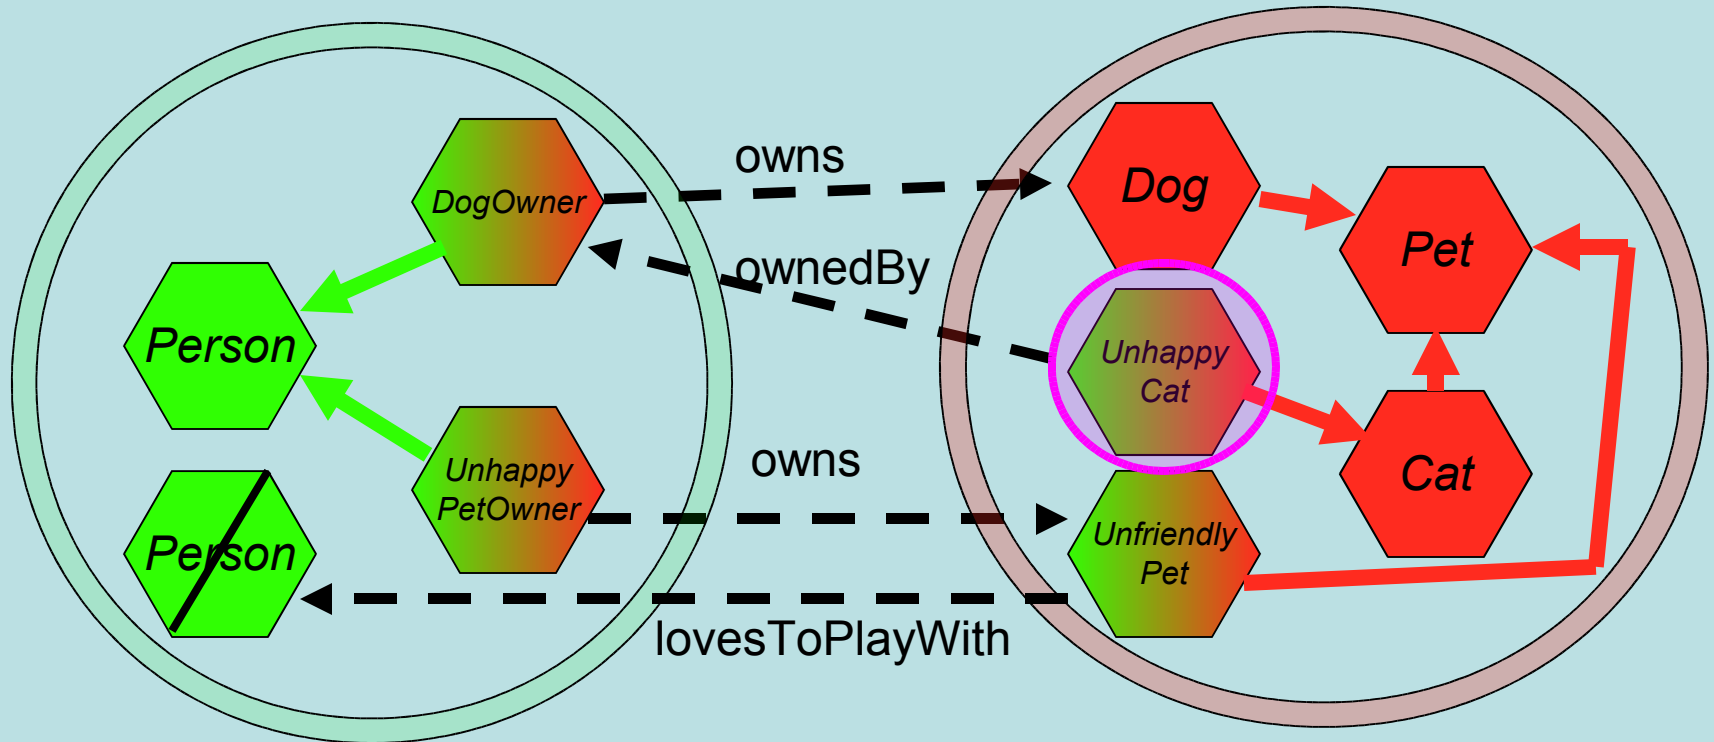 owns
DogOwner
Dog
Pet
ownedBy
Person
Unhappy
Cat
owns
Unhappy
PetOwner
Cat
Person
Unfriendly
Pet
lovesToPlayWith